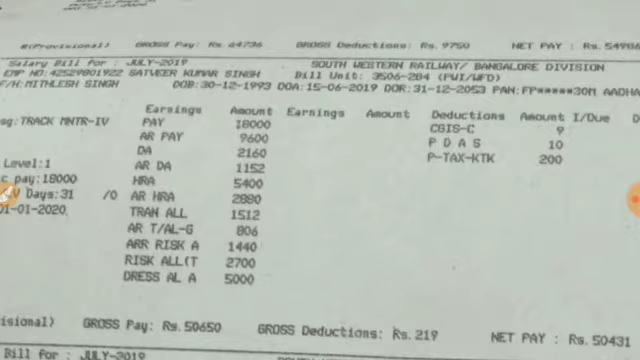 #(Provisional) GROSS Pay: Rs. 64736 GROSS Deductions: Rs. 9750 NET PAY : Rs. 54986
Salary Bill for : JULY-2019 SOUTH WESTERN RAILWAY/ BANGALORE DIVISION
EMP NO:42529801922 SATVEER KUMAR SINGH Bill Unit: 3506-284 (PWI/WFD)
F/H:MITHLESH SINGH DOB:30-12-1993 DOA:15-06-2019 DOR:31-12-2053 PAN:FP*****30M AADHA
Earnings Amount Earnings Amount Deductions Amount I/Due D
sg:TRACK MNTR-IV PAY 18000 CGIS-C 9
AR PAY 9600 P D A S 10
DA 2160 P-TAX-KTK 200
Level:1 AR DA 1152
c pay:18000 HRA 5400
Days:31 /0 AR HRA 2880
01-01-2020 TRAN ALL 1512
AR T/AL-G 806
ARR RISK A 1440
RISK ALL(T 2700
DRESS AL A 5000
isional) GROSS Pay: Rs. 50650 GROSS Deductions: Rs. 219 NET PAY : Rs. 50431
Bill for : JULY-2019